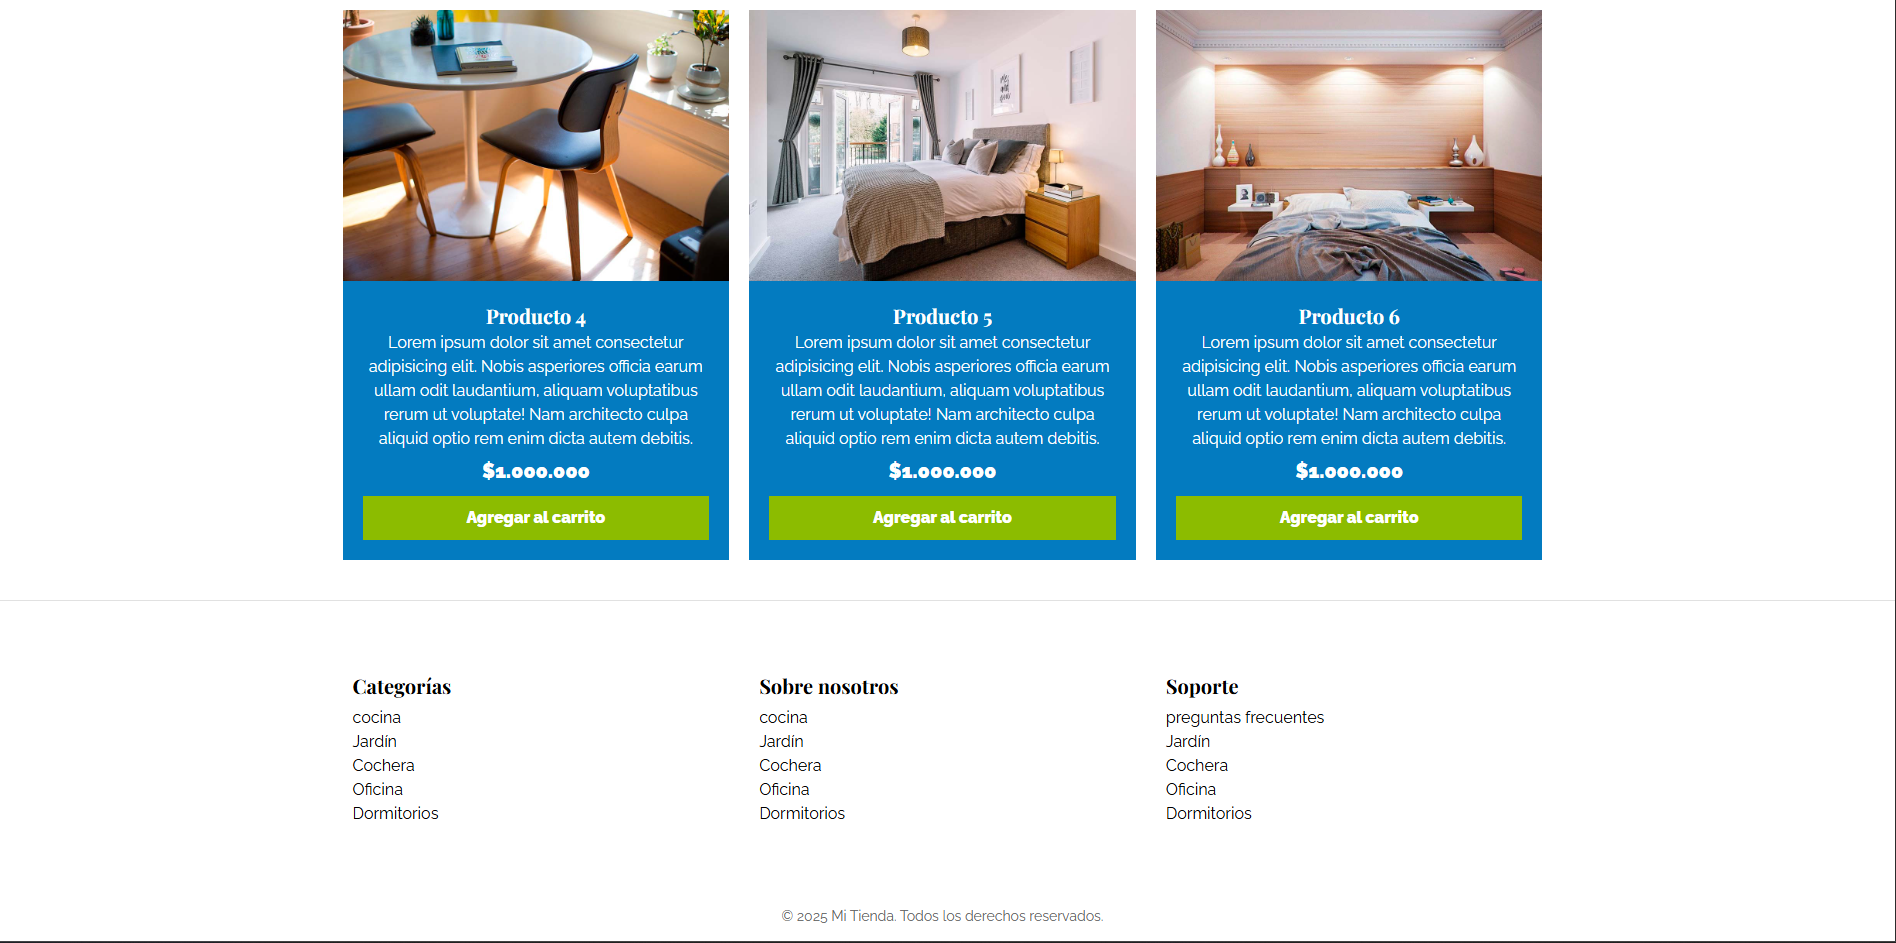 Producto 4
Lorem ipsum dolor sit amet consectetur
adipisicing elit. Nobis asperiores officia earum
ullam odit laudantium, aliquam voluptatibus
rerum ut voluptate! Nam architecto culpa
aliquid optio rem enim dicta autem debitis.
$1.000.000
Agregar al carrito
Producto 5
Lorem ipsum dolor sit amet consectetur
adipisicing elit. Nobis asperiores officia earum
ullam odit laudantium, aliquam voluptatibus
rerum ut voluptate! Nam architecto culpa
aliquid optio rem enim dicta autem debitis.
$1.000.000
Agregar al carrito
Producto 6
Lorem ipsum dolor sit amet consectetur
adipisicing elit. Nobis asperiores officia earum
ullam odit laudantium, aliquam voluptatibus
rerum ut voluptate! Nam architecto culpa
aliquid optio rem enim dicta autem debitis.
$1.000.000
Agregar al carrito
Categorías
cocina
Jardín
Cochera
Oficina
Dormitorios
Sobre nosotros
cocina
Jardín
Cochera
Oficina
Dormitorios
Soporte
preguntas frecuentes
Jardín
Cochera
Oficina
Dormitorios
© 2025 Mi Tienda. Todos los derechos reservados.